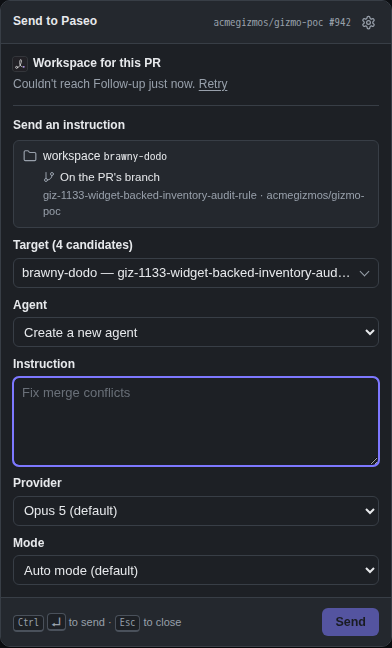 Send to Paseo
acmegizmos/gizmo-poc #942
Workspace for this PR
Couldn't reach Follow-up just now. Retry
Send an instruction
workspace brawny-dodo
On the PR's branch
giz-1133-widget-backed-inventory-audit-rule · acmegizmos/gizmo-
poc
Target (4 candidates)
brawny-dodo — giz-1133-widget-backed-inventory-aud…
Agent
Create a new agent
Instruction
Fix merge conflicts
Provider
Opus 5 (default)
Mode
Auto mode (default)
Ctrl ↵ to send · Esc to close
Send